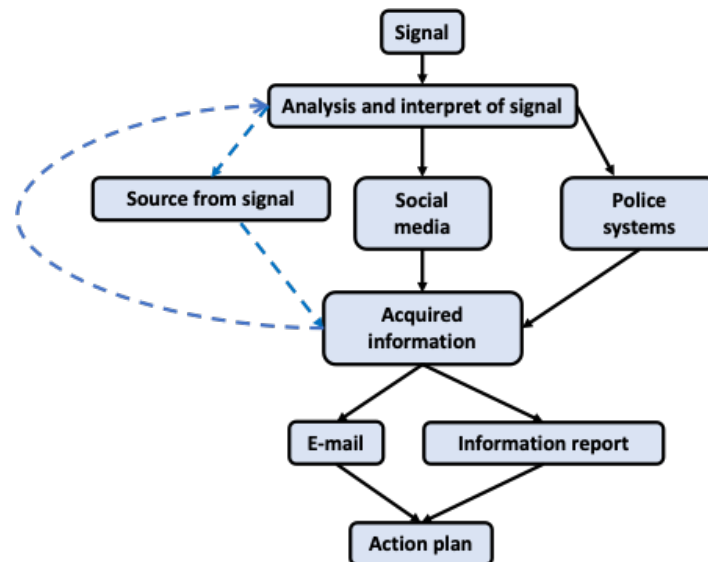 Signal
Analysis and interpret of signal
Source from signal
Social
media
Police
systems
Acquired
information
E-mail
Information report
Action plan